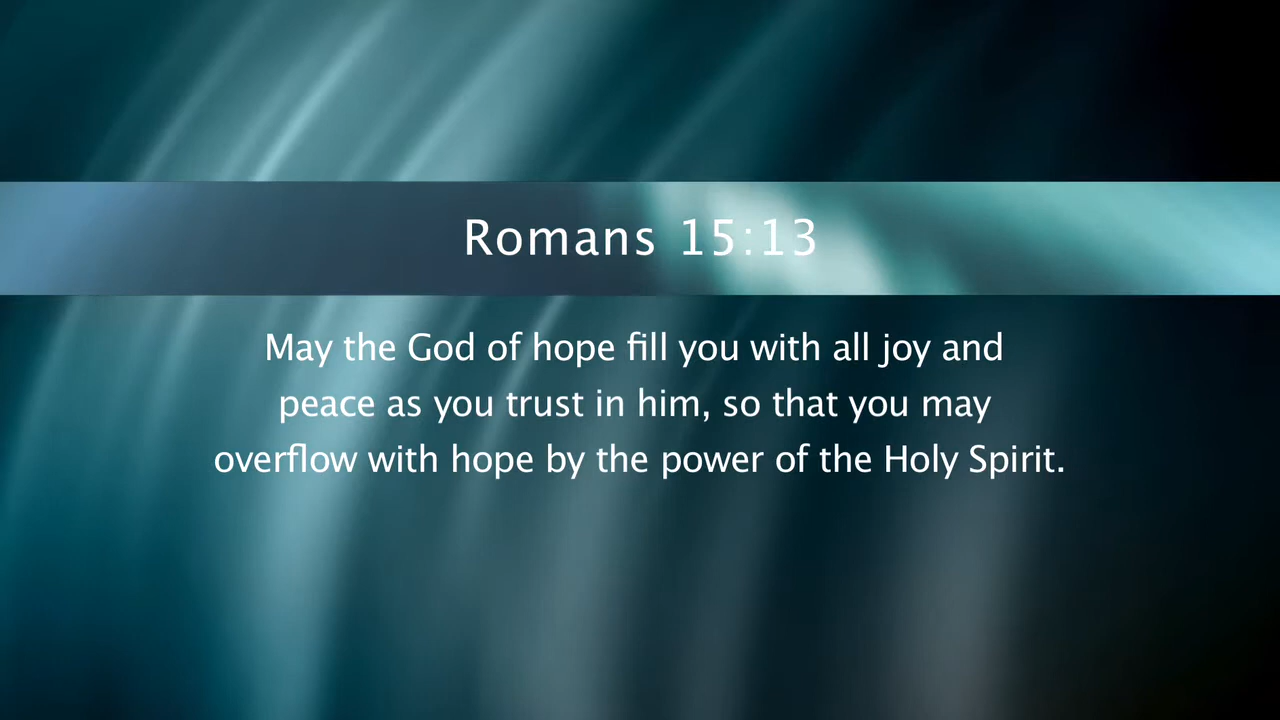 Romans 15:13
May the God of hope fill you with all joy and
peace as you trust in him, so that you may
overflow with hope by the power of the Holy Spirit.